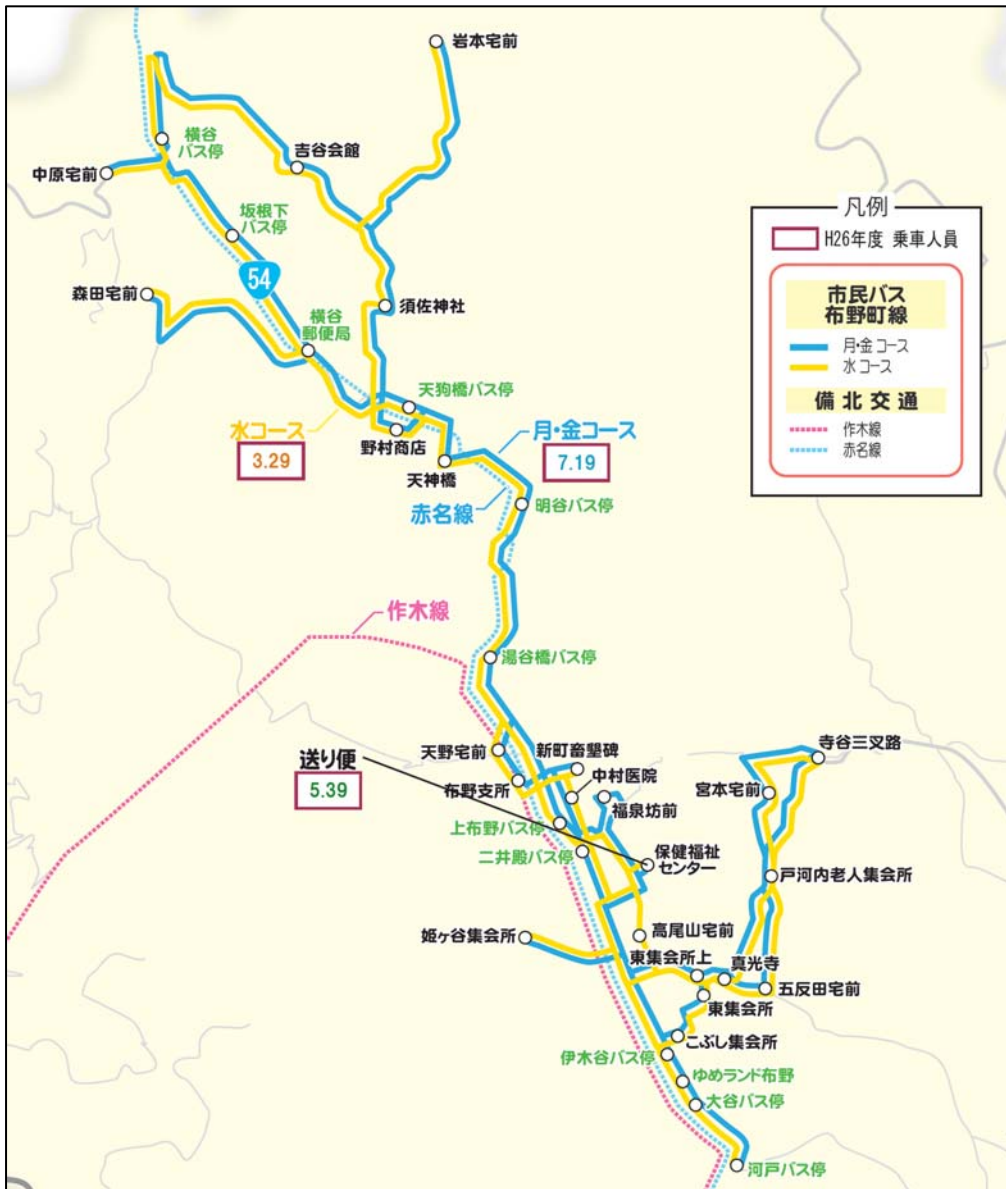 岩本宅前
横谷
バス停
吉谷会館
中原宅前
坂根下
バス停
54
森田宅前
横谷
郵便局
須佐神社
天狗橋バス停
水コース
3.29
野村商店
天神橋
月・金コース
7.19
赤名線
明谷バス停
作木線
湯谷橋バス停
天野宅前
新町畜墾碑
寺谷三叉路
送り便
5.39
布野支所
中村医院
宮本宅前
福泉坊前
上布野バス停
二井殿バス停
保健福祉
センター
戸河内老人集会所
姫ヶ谷集会所
高尾山宅前
東集会所上
真光寺
五反田宅前
東集会所
こぶし集会所
伊木谷バス停
ゆめランド布野
大谷バス停
河戸バス停
凡例
H26年度 乗車人員
市民バス
布野町線
月・金 コース
水 コース
備北交通
作木線
赤名線